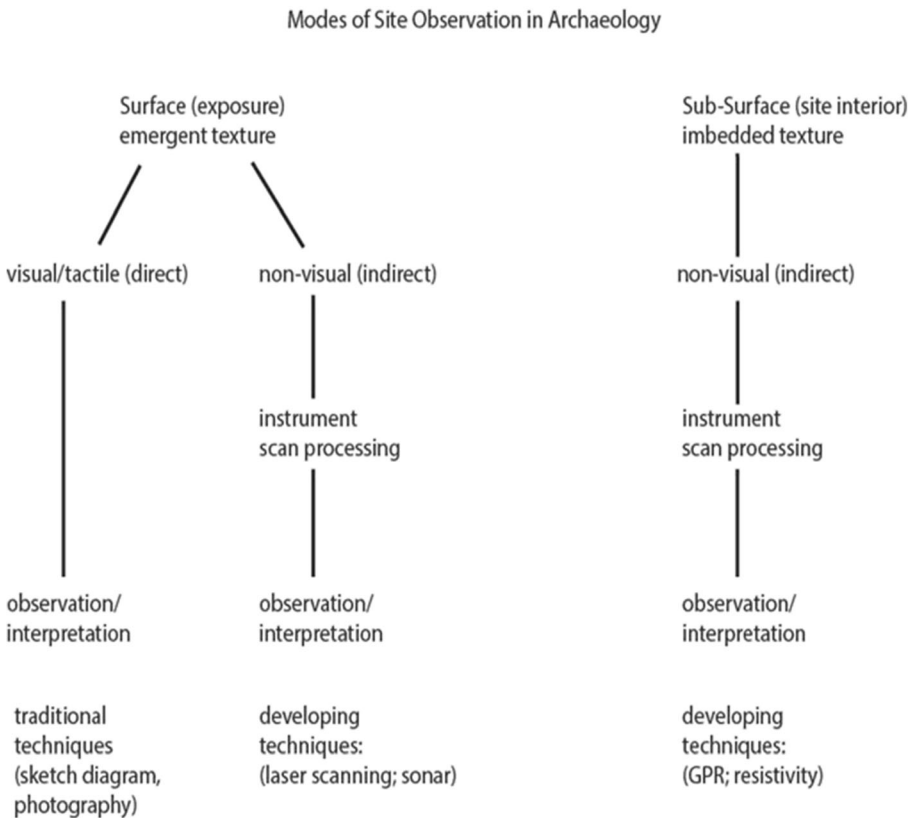 Modes of Site Observation in Archaeology
Surface (exposure)
emergent texture
Sub-Surface (site interior)
imbedded texture
visual/tactile (direct)
non-visual (indirect)
non-visual (indirect)
instrument
scan processing
instrument
scan processing
observation/
interpretation
observation/
interpretation
observation/
interpretation
traditional
techniques
(sketch diagram,
photography)
developing
techniques:
(laser scanning; sonar)
developing
techniques:
(GPR; resistivity)